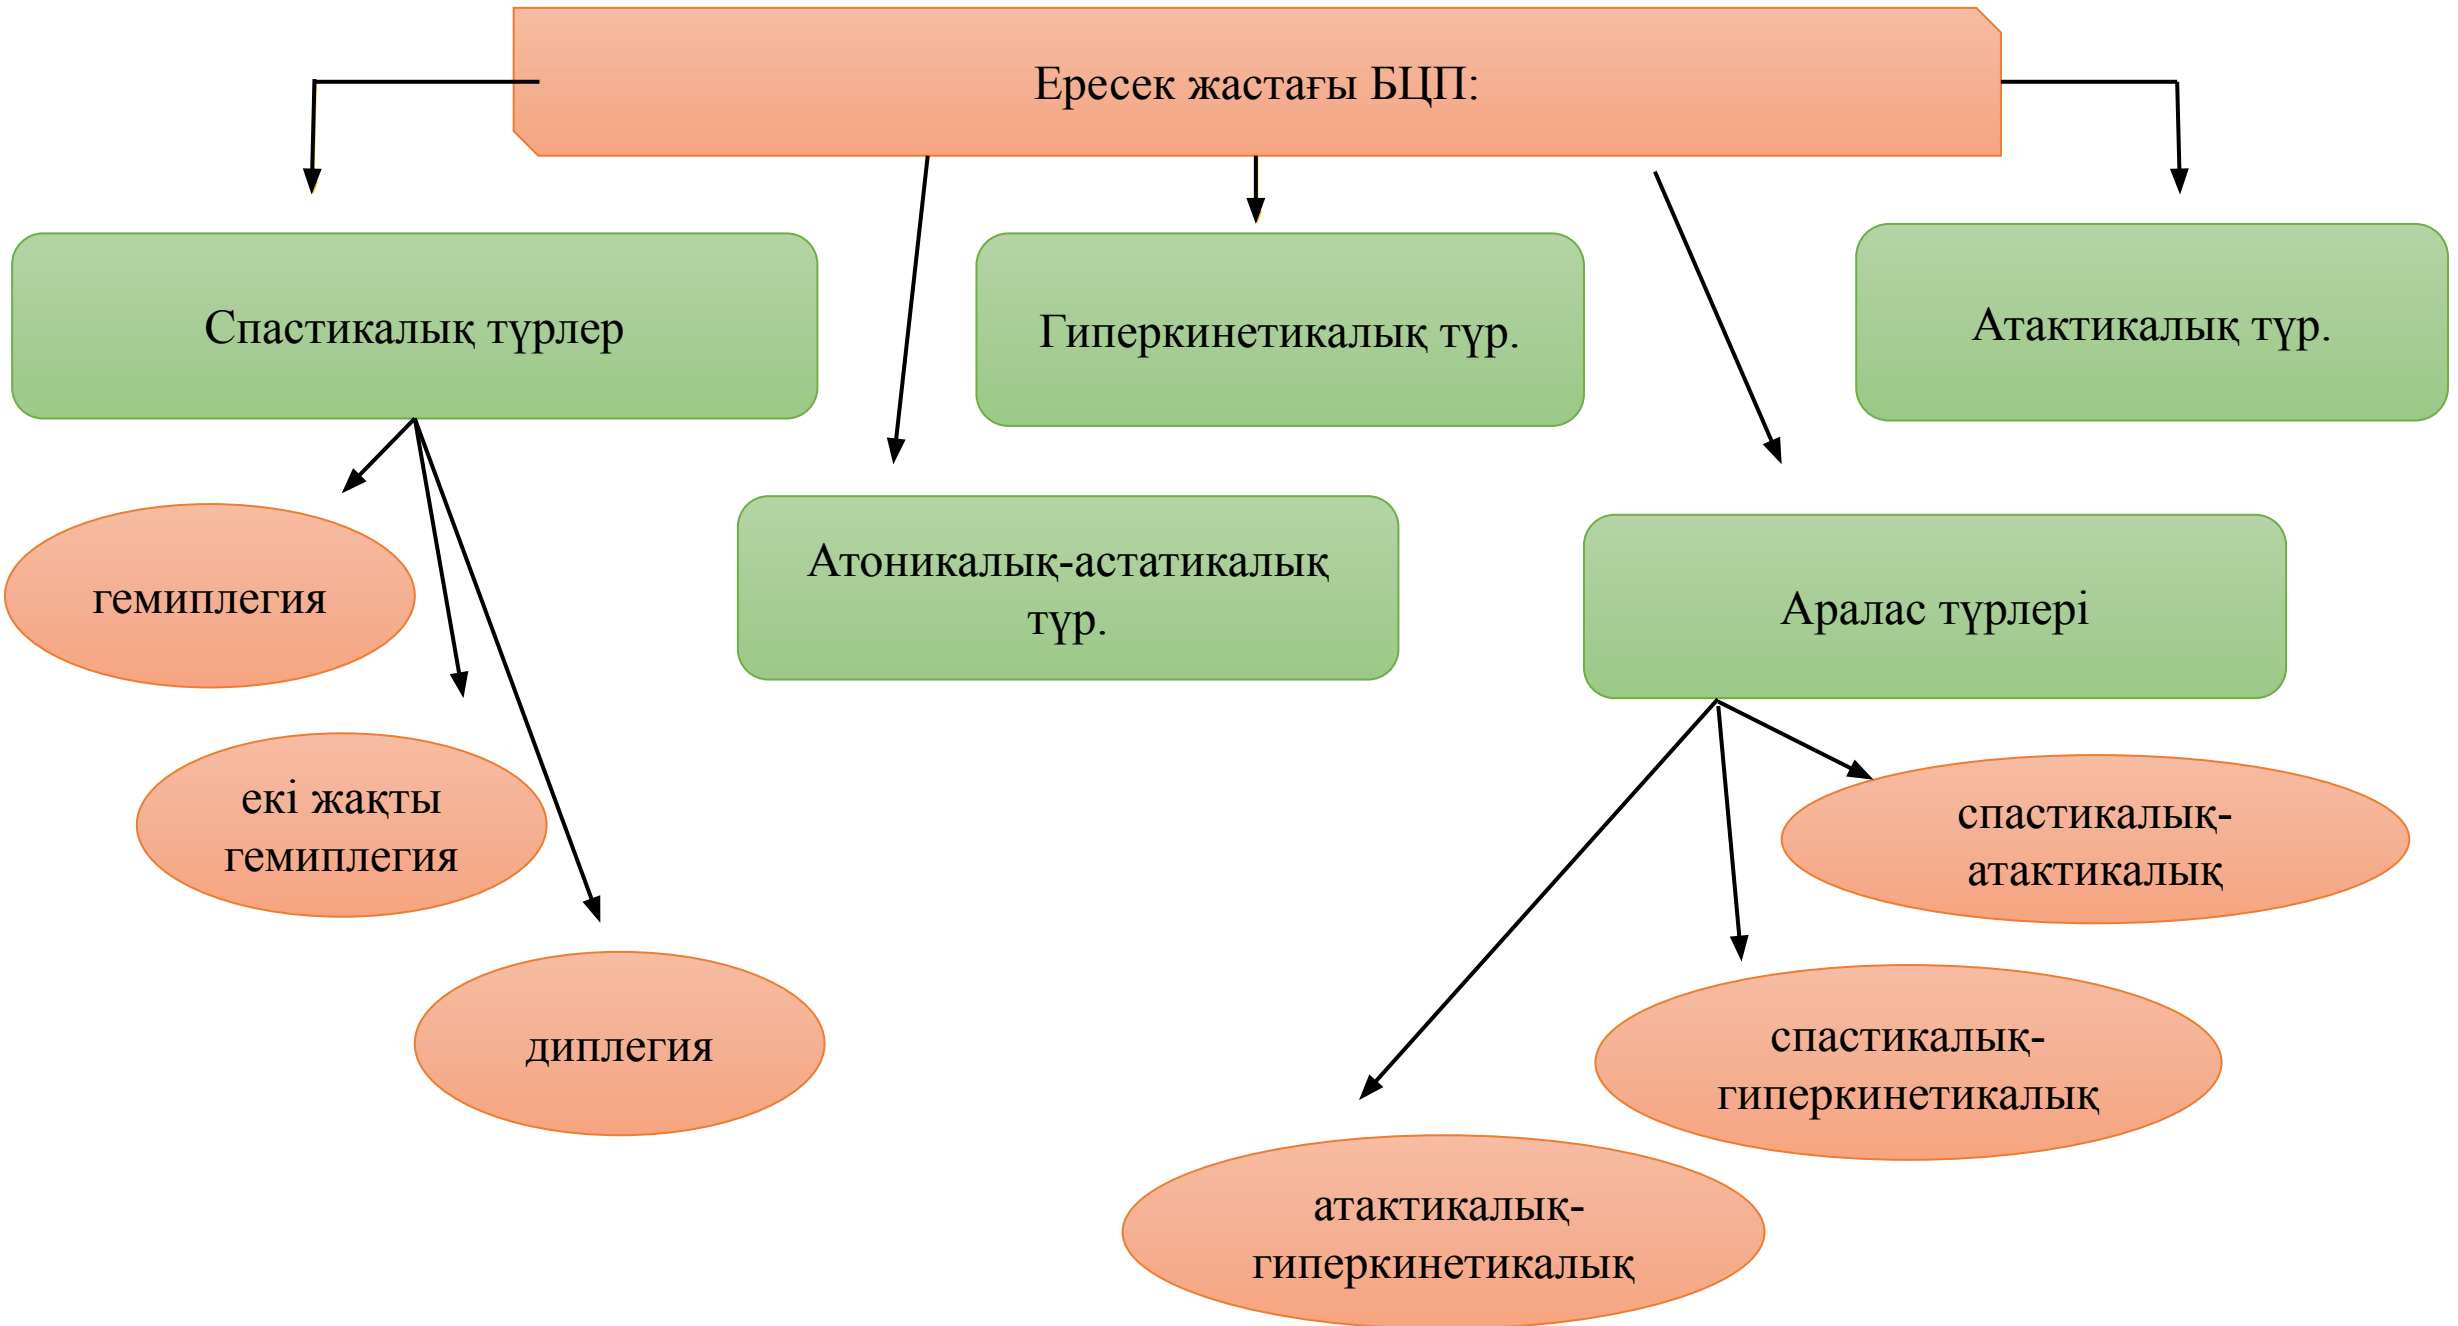 Ересек жастағы БЦП:
Спастикалық түрлер
Гиперкинетикалық түр.
Атактикалық түр.
гемиплегия
Атоникалық-астатикалық
түр.
Аралас түрлері
екі жақты
гемиплегия
спастикалық-
атактикалық
диплегия
спастикалық-
гиперкинетикалық
атактикалық-
гиперкинетикалық